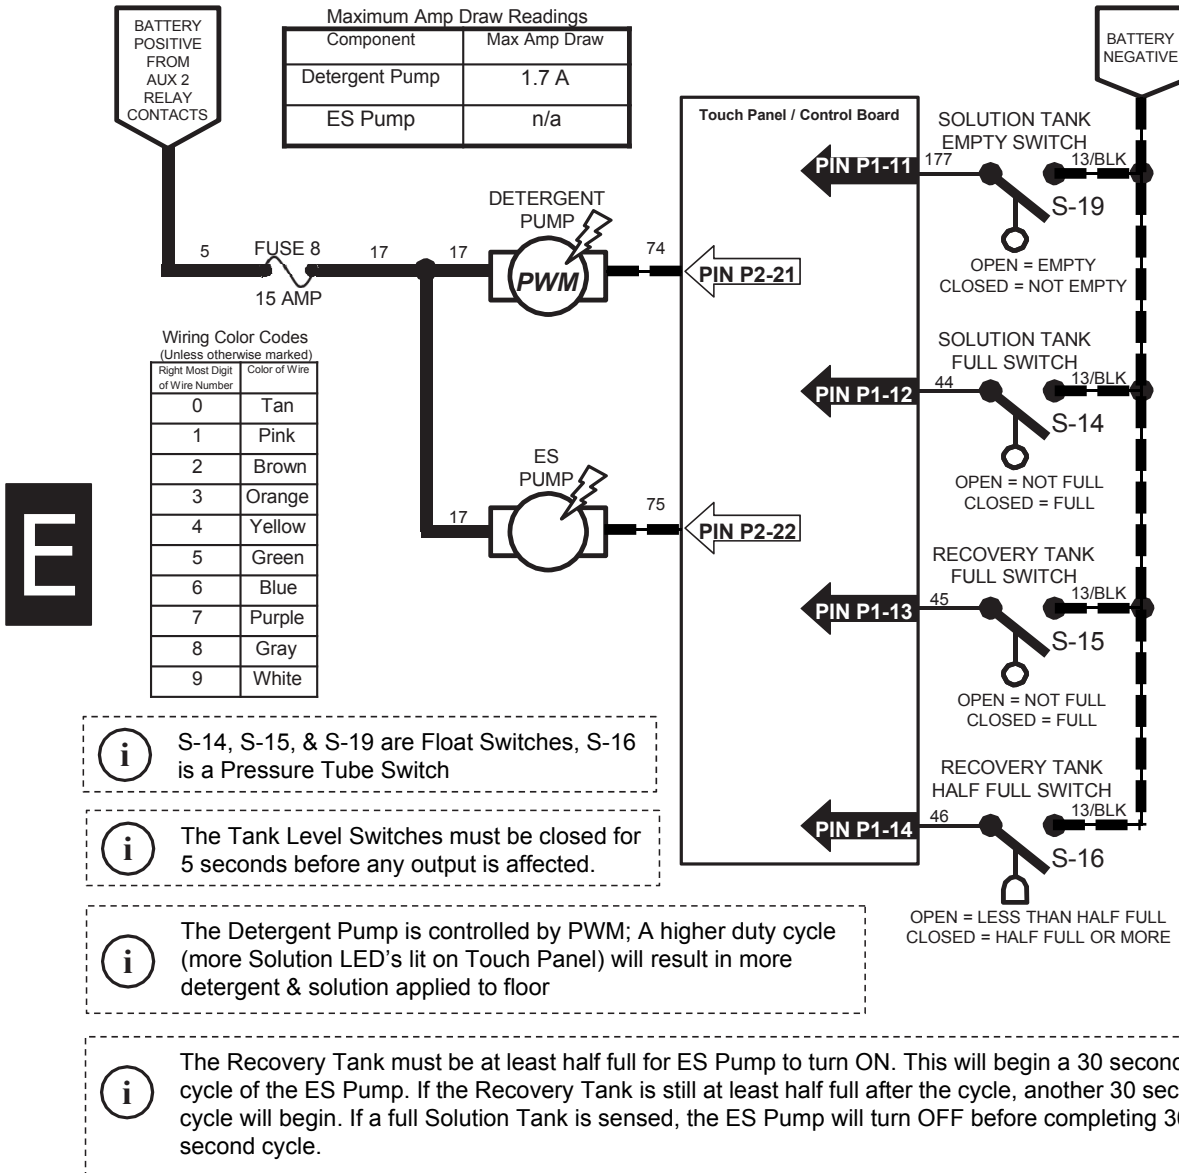 BATTERY
POSITIVE
FROM
AUX 2
RELAY
CONTACTS
Maximum Amp Draw Readings
Component Max Amp Draw
Detergent Pump 1.7 A
ES Pump n/a
BATTERY
NEGATIVE
Touch Panel / Control Board
SOLUTION TANK
EMPTY SWITCH
PIN P1-11 177 13/BLK
S-19
OPEN = EMPTY
CLOSED = NOT EMPTY
DETERGENT
PUMP
5 FUSE 8 17 17 PWM 74 PIN P2-21
15 AMP
SOLUTION TANK
FULL SWITCH
PIN P1-12 44 13/BLK
S-14
OPEN = NOT FULL
CLOSED = FULL
Wiring Color Codes
(Unless otherwise marked)
Right Most Digit
of Wire Number
Color of Wire
0 Tan
1 Pink
2 Brown
3 Orange
4 Yellow
5 Green
6 Blue
7 Purple
8 Gray
9 White
E
ES
PUMP
17 75 PIN P2-22
RECOVERY TANK
FULL SWITCH
PIN P1-13 45 13/BLK
S-15
OPEN = NOT FULL
CLOSED = FULL
RECOVERY TANK
HALF FULL SWITCH
PIN P1-14 46 13/BLK
S-16
OPEN = LESS THAN HALF FULL
CLOSED = HALF FULL OR MORE
i
S-14, S-15, & S-19 are Float Switches, S-16
is a Pressure Tube Switch
i
The Tank Level Switches must be closed for
5 seconds before any output is affected.
i
The Detergent Pump is controlled by PWM; A higher duty cycle
(more Solution LED’s lit on Touch Panel) will result in more
detergent & solution applied to floor
i
The Recovery Tank must be at least half full for ES Pump to turn ON. This will begin a 30 second
cycle of the ES Pump. If the Recovery Tank is still at least half full after the cycle, another 30 sec
cycle will begin. If a full Solution Tank is sensed, the ES Pump will turn OFF before completing 30
second cycle.